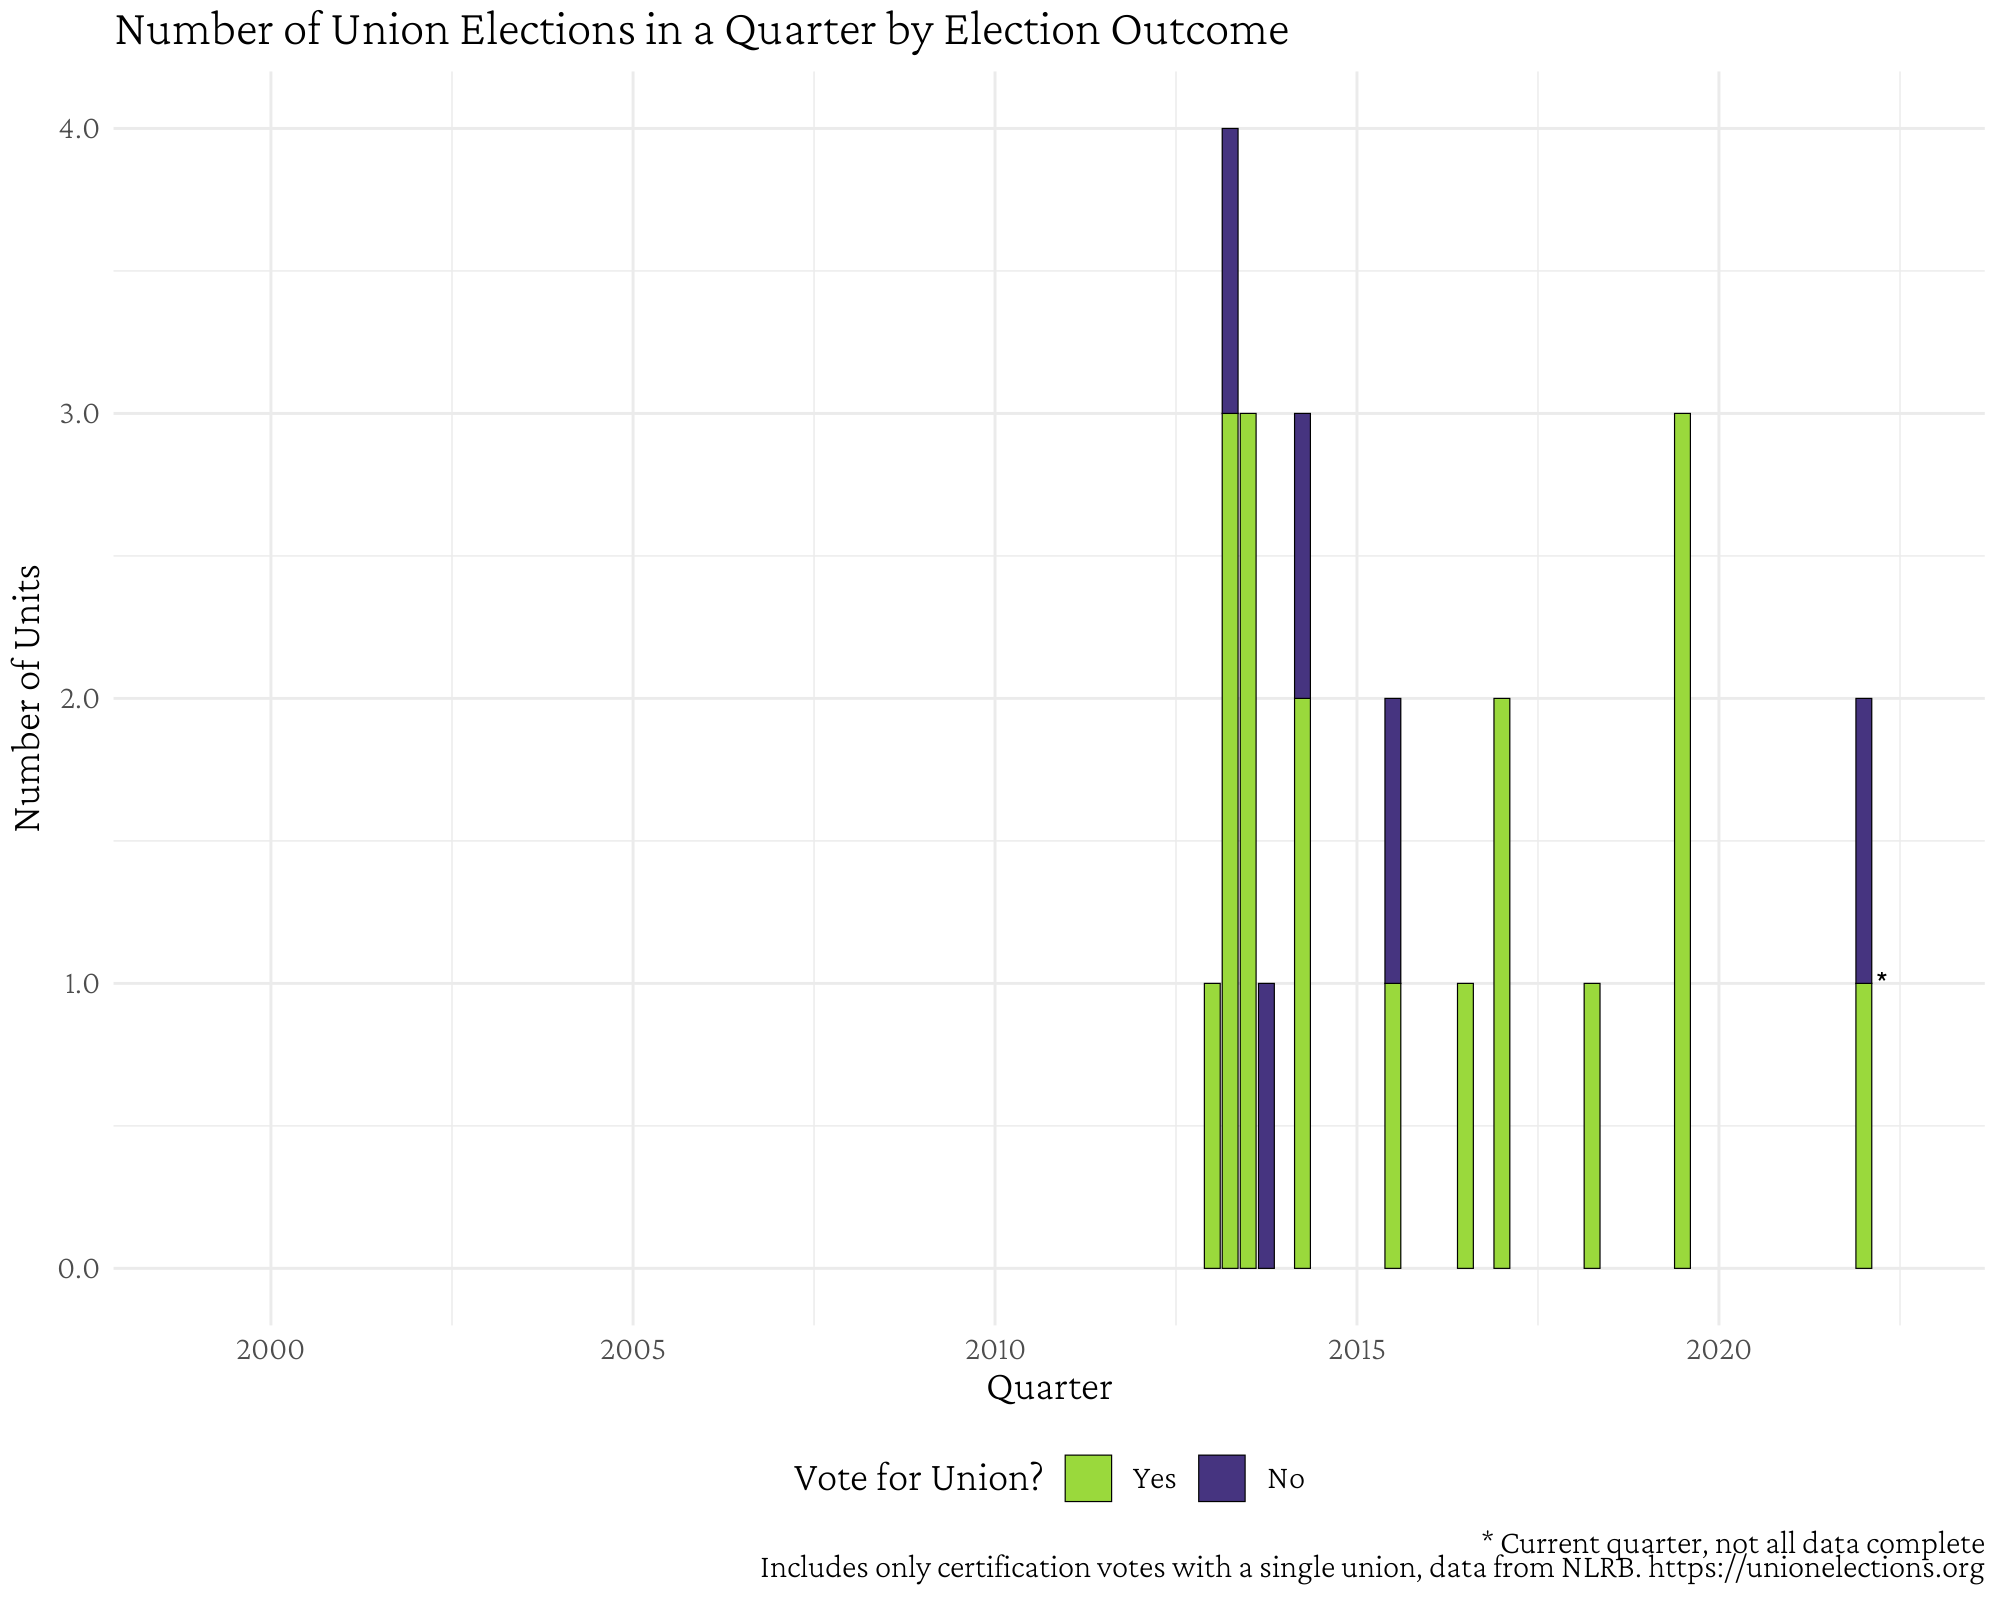 Number of Union Elections in a Quarter by Election Outcome
Number of Units
4.0
3.0
2.0
1.0
0.0
*
2000 2005 2010 2015 2020
Quarter
Vote for Union? Yes No
* Current quarter, not all data complete
Includes only certification votes with a single union, data from NLRB. https://unionelections.org